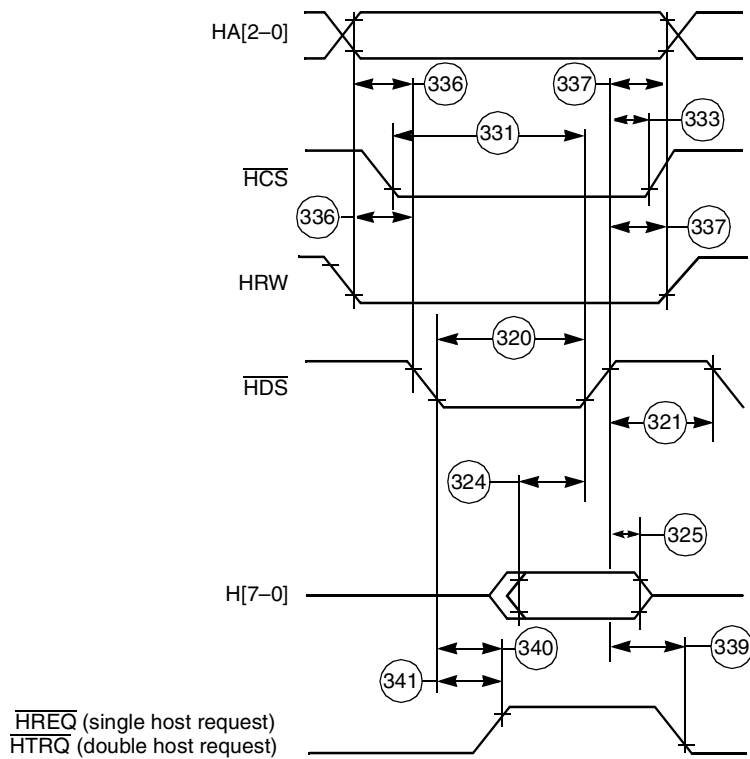 HA[2–0]
336
337
333
331
HCS
336
337
HRW
320
HDS
321
324
325
H[7–0]
340
339
341
HREQ (single host request)
HTRQ (double host request)